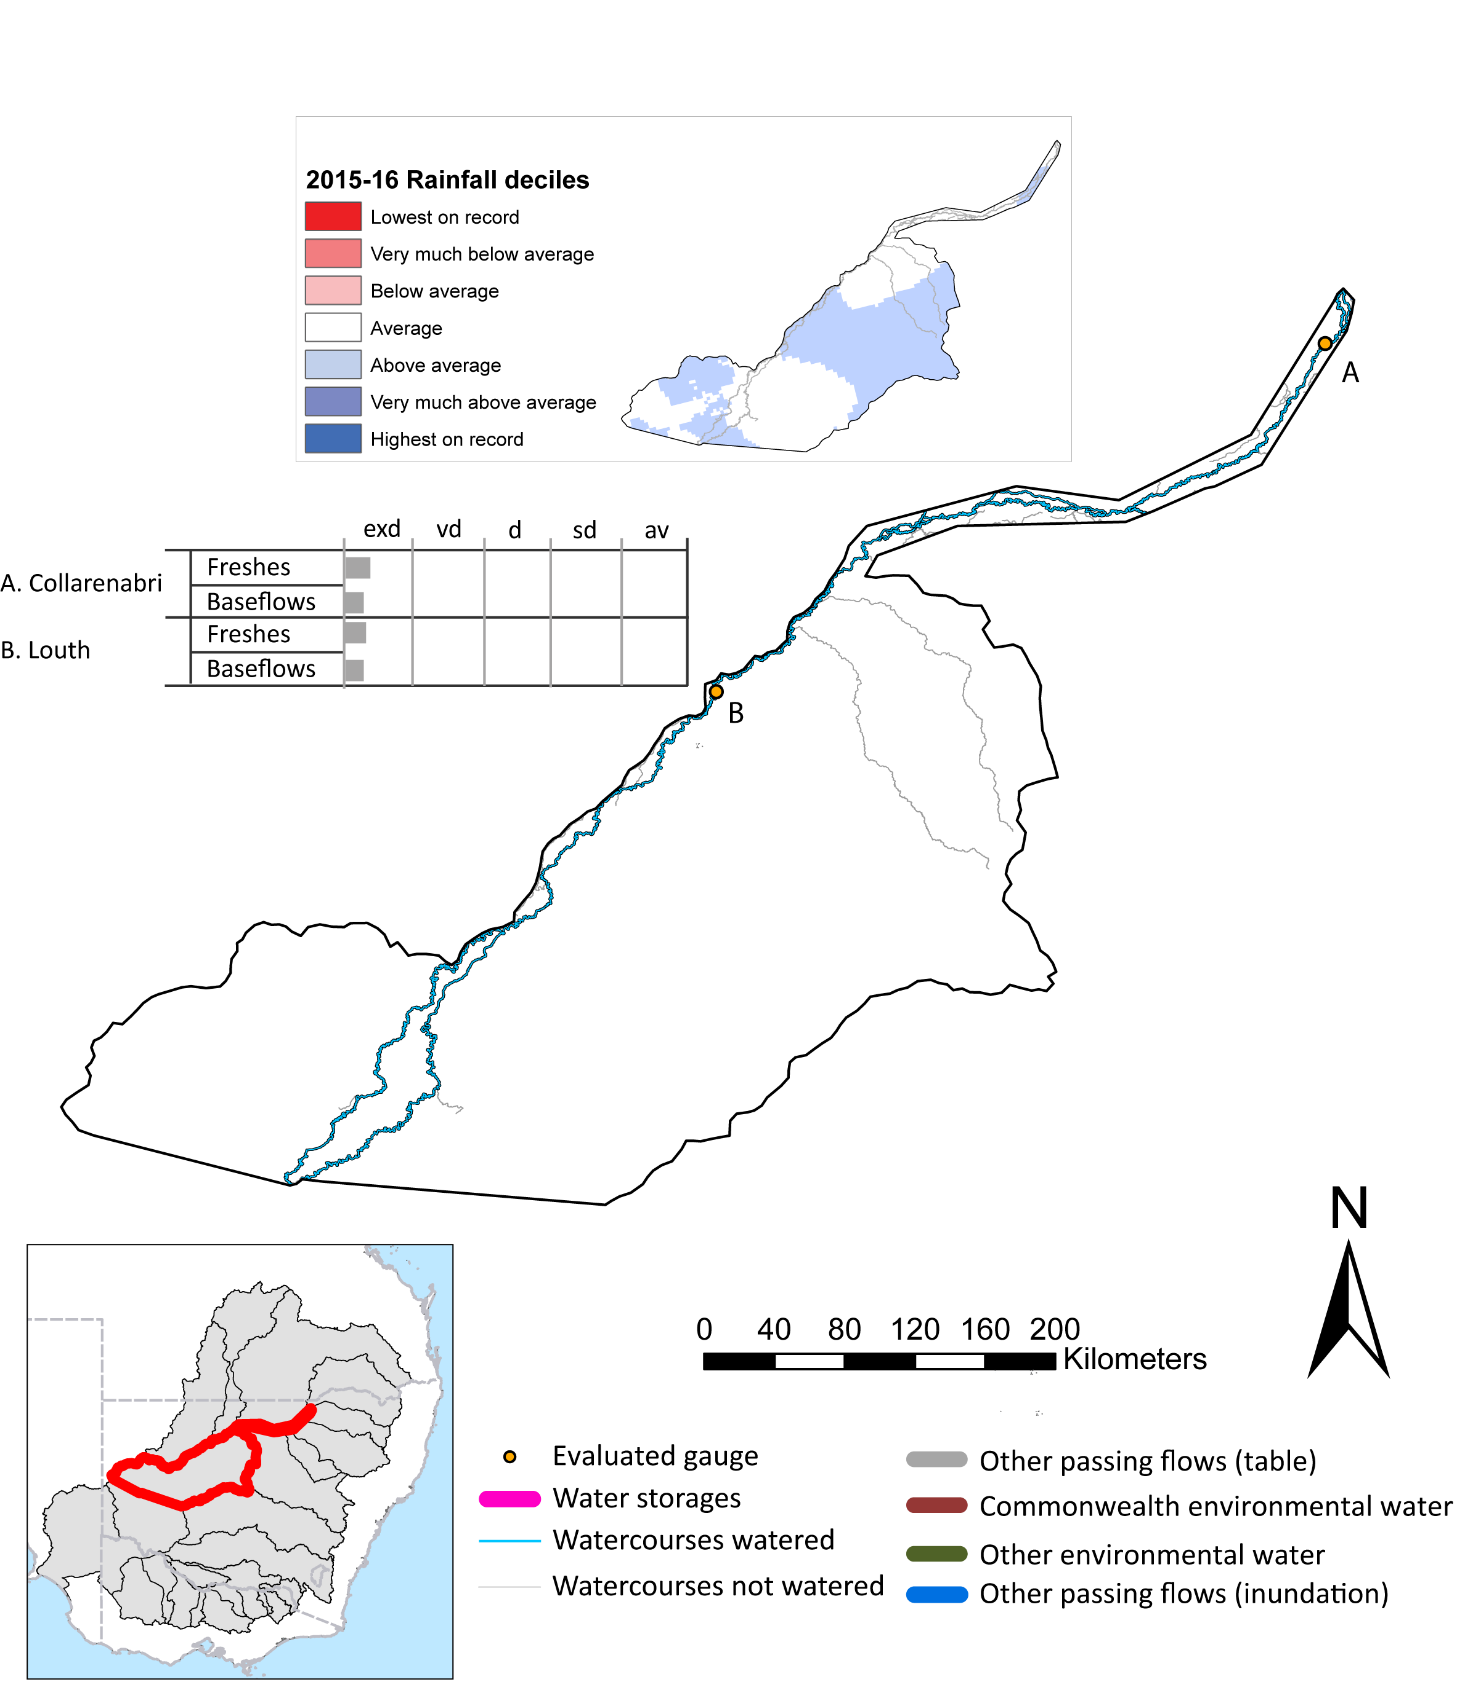 2015-16 Rainfall deciles
Lowest on record
Very much below average
Below average
Average
Above average
Very much above average
Highest on record
A
exd vd d sd av
A. Collarenabri
Freshes
Baseflows
B. Louth
Freshes
Baseflows
B
N
0 40 80 120 160 200
Kilometers
Evaluated gauge
Water storages
Watercourses watered
Watercourses not watered
Other passing flows (table)
Commonwealth environmental water
Other environmental water
Other passing flows (inundation)